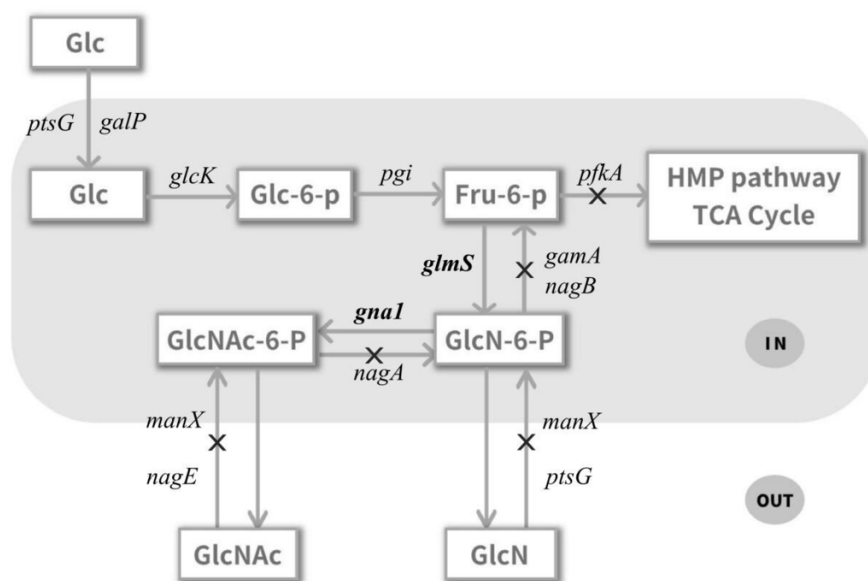 Glc
ptsG galP
Glc
glcK
Glc-6-p
pgi
Fru-6-p
pfkA
HMP pathway
TCA Cycle
glmS
gamA
nagB
gna1
GlcNAc-6-P
nagA
GlcN-6-P
IN
manX
nagE
manX
ptsG
OUT
GlcNAc
GlcN